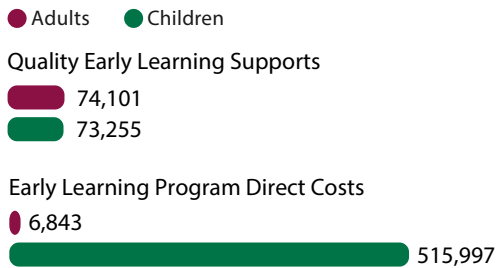 Adults Children
Quality Early Learning Supports
74,101
73,255
Early Learning Program Direct Costs
6,843
515,997